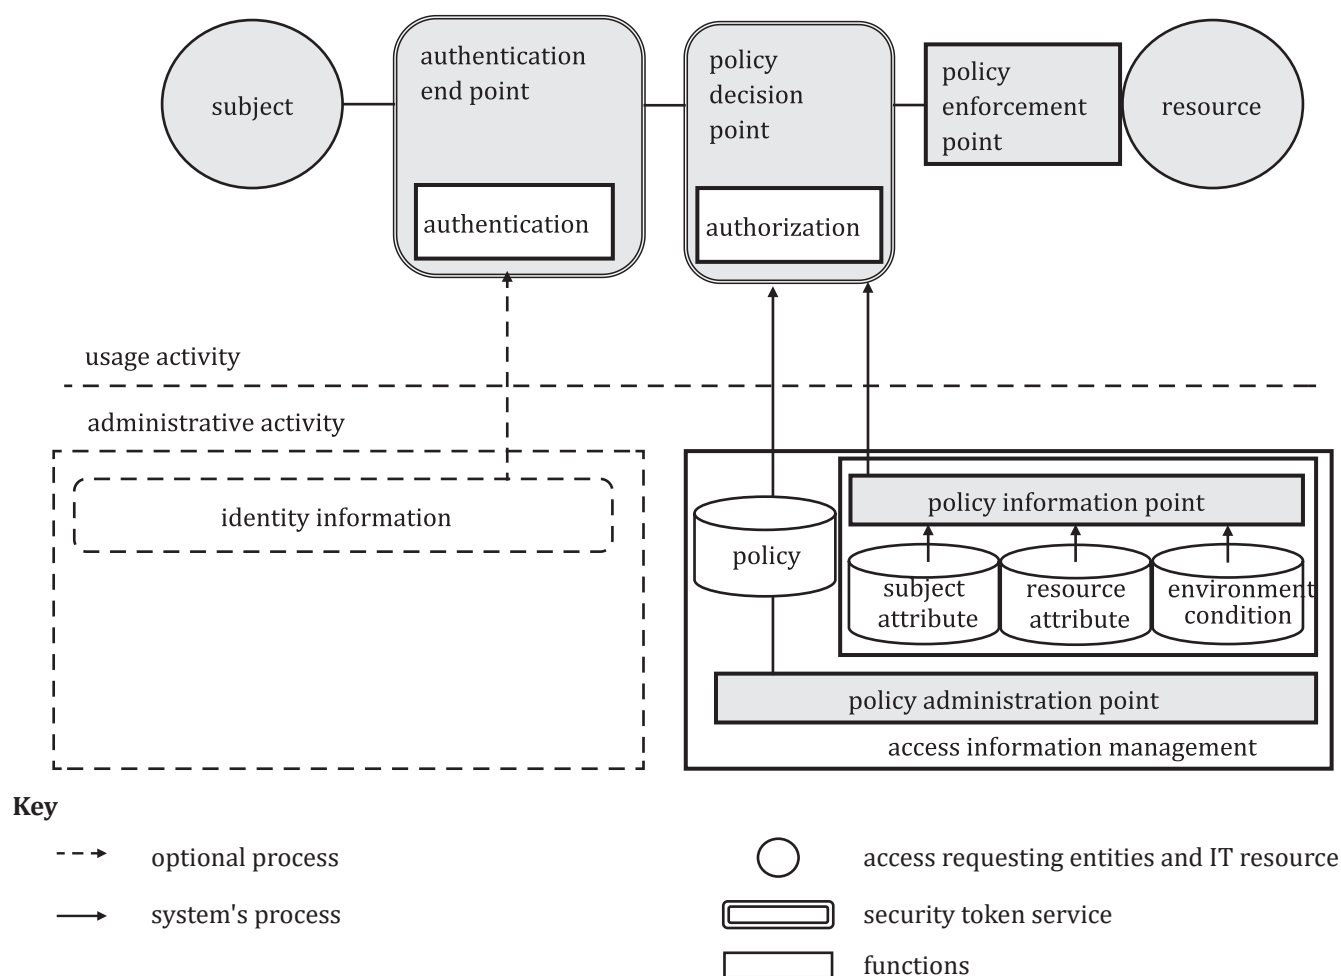 subject
authentication
end point
authentication
policy
decision
point
authorization
policy
enforcement
point
resource
usage activity
administrative activity
identity information
policy
policy information point
subject
attribute
resource
attribute
environment
condition
policy administration point
access information management
Key
optional process
system's process
access requesting entities and IT resource
security token service
functions